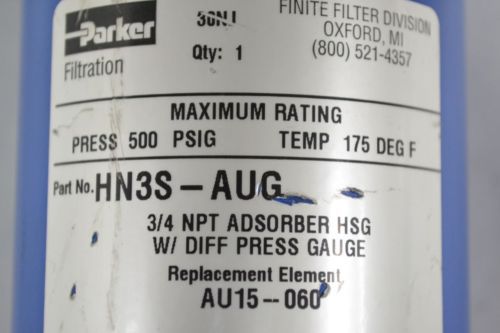 Parker
Filtration
Qty: 1
FINITE FILTER DIVISION
OXFORD, MI
(800) 521-4357
MAXIMUM RATING
PRESS 500 PSIG TEMP 175 DEG F
Part No. HN3S-AUG
3/4 NPT ADSORBER HSG
W/ DIFF PRESS GAUGE
Replacement Element
AU15-060